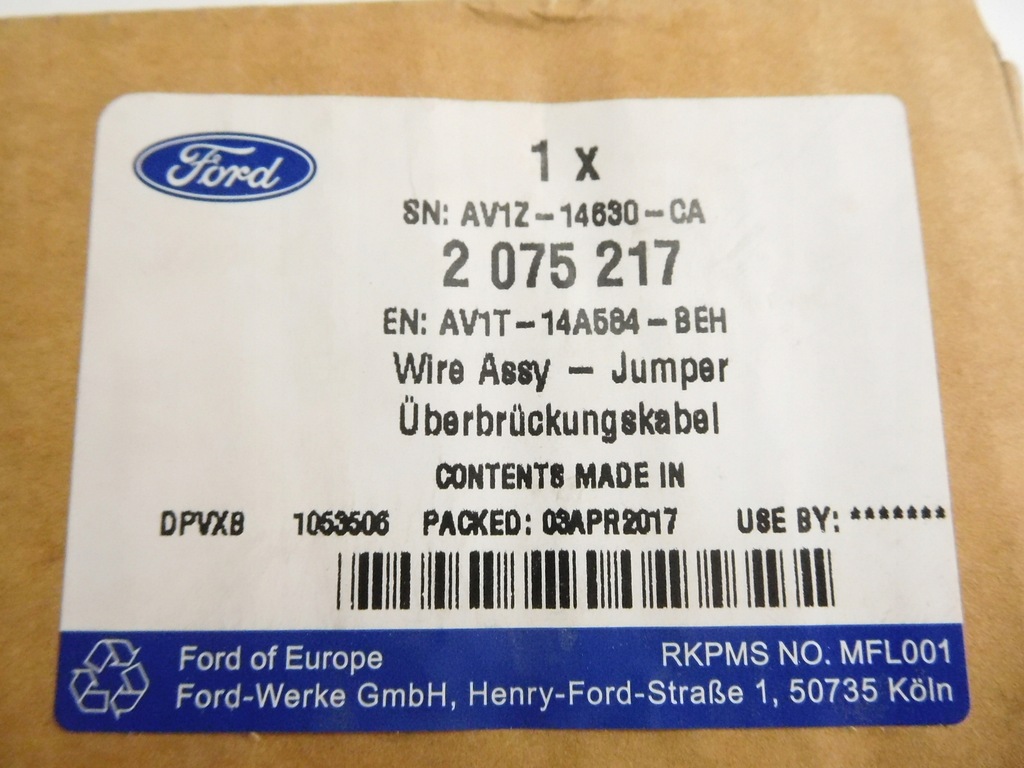 Ford
1 x
SN: AV1Z-14630-CA
2 075 217
EN: AV1T-14A584-BEH
Wire Assy - Jumper
Überbrückungskabel
CONTENTS MADE IN
DPVXB 1053506 PACKED: 03APR2017 USE BY: *******
Ford of Europe RKPMS NO. MFL001
Ford-Werke GmbH, Henry-Ford-Straße 1, 50735 Köln